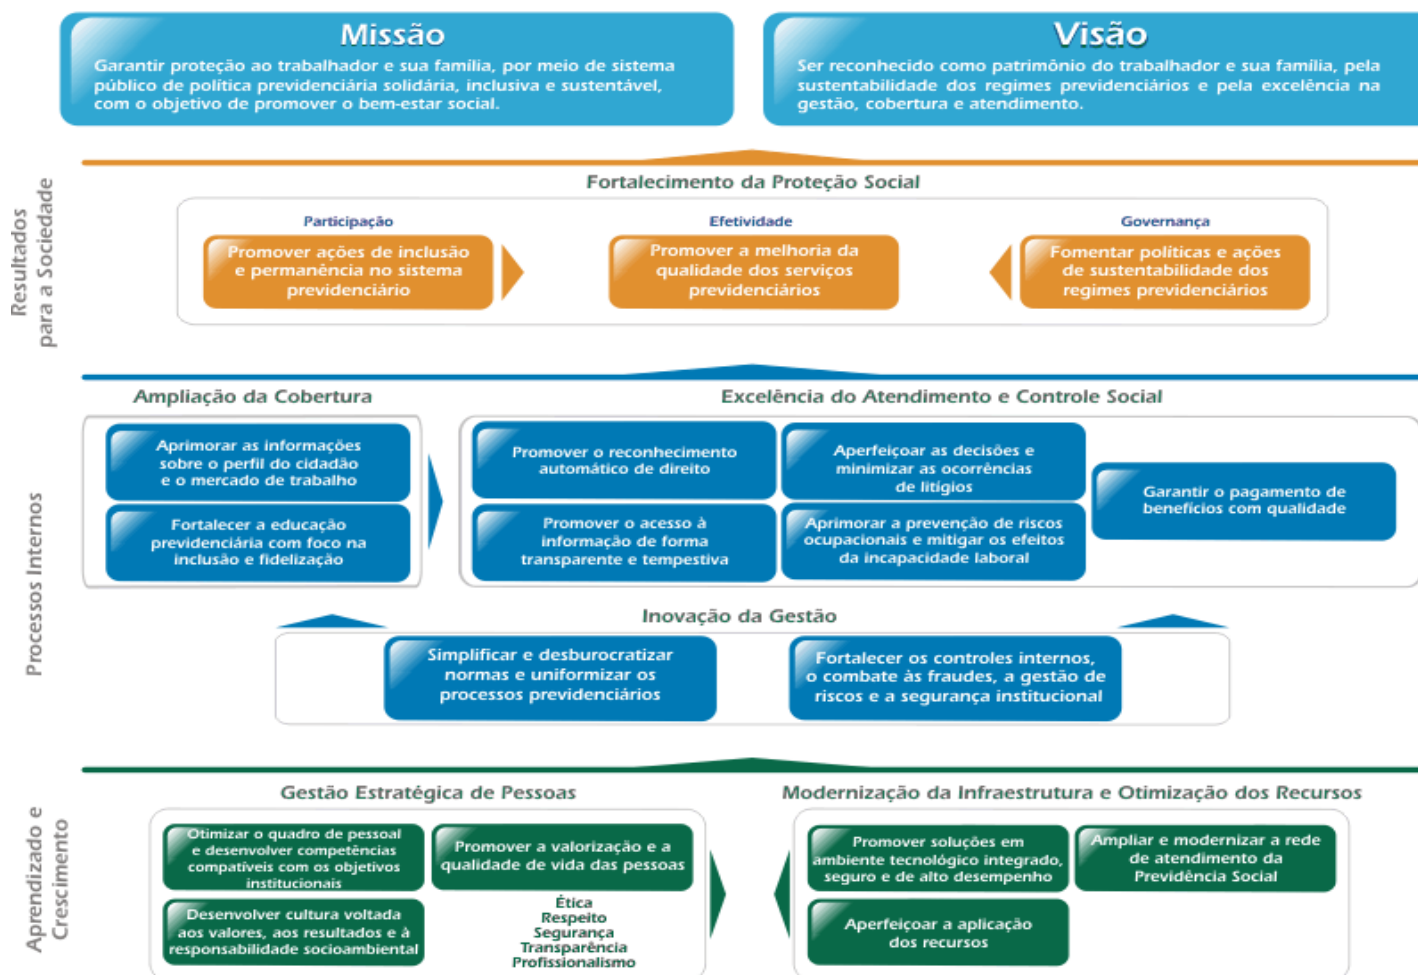 Missão
Garantir proteção ao trabalhador e sua família, por meio de sistema
público de política previdenciária solidária, inclusiva e sustentável,
com o objetivo de promover o bem-estar social.
Visão
Ser reconhecido como patrimônio do trabalhador e sua família, pela
sustentabilidade dos regimes previdenciários e pela excelência na
gestão, cobertura e atendimento.
Resultados
para a Sociedade
Fortalecimento da Proteção Social
Participação
Promover ações de inclusão
e permanência no sistema
previdenciário
Efetividade
Promover a melhoria da
qualidade dos serviços
previdenciários
Governança
Fomentar políticas e ações
de sustentabilidade dos
regimes previdenciários
Processos Internos
Ampliação da Cobertura
Aprimorar as informações
sobre o perfil do cidadão
e o mercado de trabalho
Fortalecer a educação
previdenciária com foco na
inclusão e fidelização
Excelência do Atendimento e Controle Social
Promover o reconhecimento
automático de direito
Aperfeiçoar as decisões e
minimizar as ocorrências
de litígios
Promover o acesso à
informação de forma
transparente e tempestiva
Aprimorar a prevenção de riscos
ocupacionais e mitigar os efeitos
da incapacidade laboral
Garantir o pagamento de
benefícios com qualidade
Inovação da Gestão
Simplificar e desburocratizar
normas e uniformizar os
processos previdenciários
Fortalecer os controles internos,
o combate às fraudes, a gestão de
riscos e a segurança institucional
Aprendizado e
Crescimento
Gestão Estratégica de Pessoas
Otimizar o quadro de pessoal
e desenvolver competências
compatíveis com os objetivos
institucionais
Promover a valorização e a
qualidade de vida das pessoas
Desenvolver cultura voltada
aos valores, aos resultados e à
responsabilidade socioambiental
Ética
Respeito
Segurança
Transparência
Profissionalismo
Modernização da Infraestrutura e Otimização dos Recursos
Promover soluções em
ambiente tecnológico integrado,
seguro e de alto desempenho
Ampliar e modernizar a rede
de atendimento da
Previdência Social
Aperfeiçoar a aplicação
dos recursos